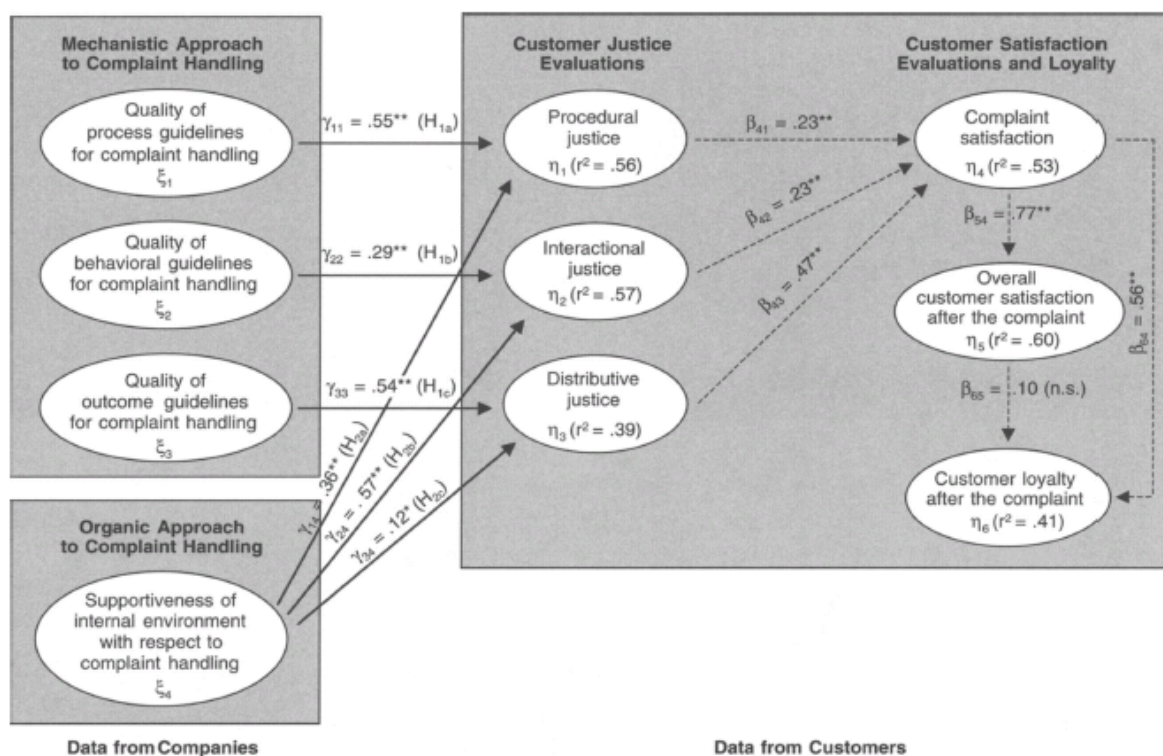 Mechanistic Approach
to Complaint Handling
Quality of
process guidelines
for complaint handling
ξ1
Quality of
behavioral guidelines
for complaint handling
ξ2
Quality of
outcome guidelines
for complaint handling
ξ3
Organic Approach
to Complaint Handling
Supportiveness of
internal environment
with respect to
complaint handling
ξ4
Data from Companies
γ11 = .55** (H1a)
γ22 = .29** (H1b)
γ33 = .54** (H1c)
γ14 = .36** (H2a)
γ24 = .57** (H2b)
γ34 = .12* (H2c)
Customer Justice
Evaluations
Procedural
justice
η1 (r² = .56)
Interactional
justice
η2 (r² = .57)
Distributive
justice
η3 (r² = .39)
β41 = .23**
β42 = .23**
β43 = .47**
Customer Satisfaction
Evaluations and Loyalty
Complaint
satisfaction
η4 (r² = .53)
β54 = .77**
Overall
customer satisfaction
after the complaint
η5 (r² = .60)
β65 = .10 (n.s.)
β64 = .56**
Customer loyalty
after the complaint
η6 (r² = .41)
Data from Customers